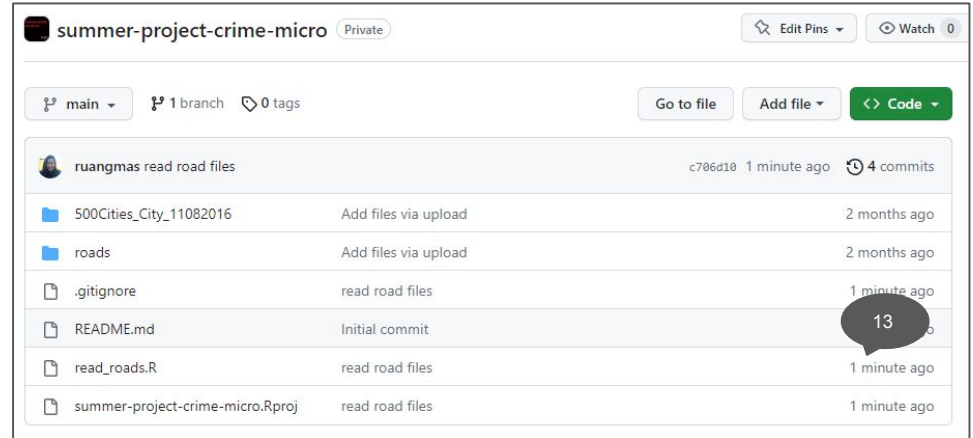 summer-project-crime-micro Private Edit Pins Watch 0
main 1 branch 0 tags Go to file Add file <> Code
ruangmas read road files c706d10 1 minute ago 4 commits
500Cities_City_11082016 Add files via upload 2 months ago
roads Add files via upload 2 months ago
.gitignore read road files 1 minute ago
README.md Initial commit
13
read_roads.R read road files 1 minute ago
summer-project-crime-micro.Rproj read road files 1 minute ago